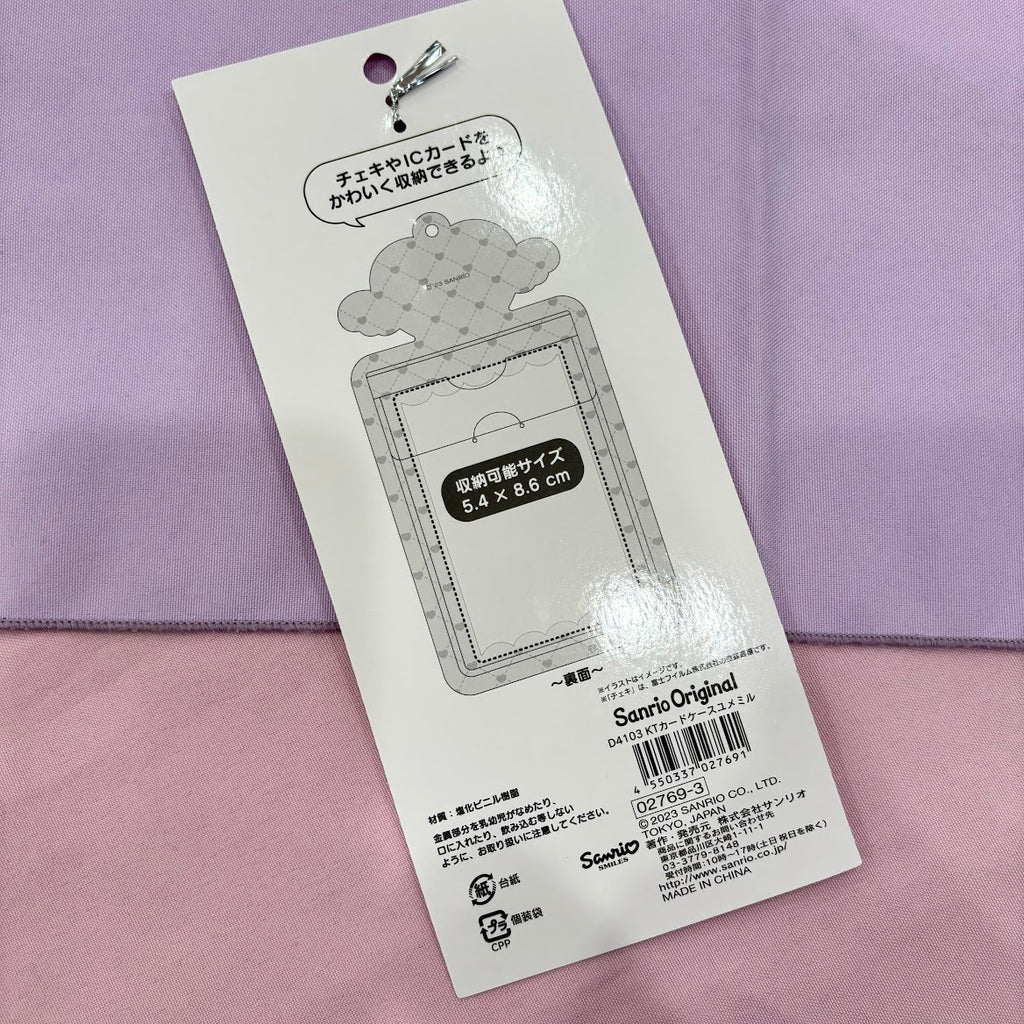 チェキやICカードを
かわいく収納できるよ♪
© '23 SANRIO
収納可能サイズ
5.4 × 8.6 cm
〜裏面〜
※イラストはイメージです。
※「チェキ」は、富士フイルム株式会社の登録商標です。
Sanrio Original
D4103 KTカードケースユメミル
4 550337 027691
02769-3
© 2023 SANRIO CO., LTD.
TOKYO, JAPAN
著作・発売元 株式会社サンリオ
商品に関するお問い合わせ先
東京都品川区大崎1-11-1
03-3779-8148
受付時間:10時〜17時(土日祝日を除く)
http://www.sanrio.co.jp/
MADE IN CHINA
材質:塩化ビニル樹脂
金属部分を乳幼児がなめたり、
口に入れたり、飲み込む等しない
ように、お取り扱いに注意してください。
Sanrio
SMILES
紙 台紙
プラ 個装袋
CPP